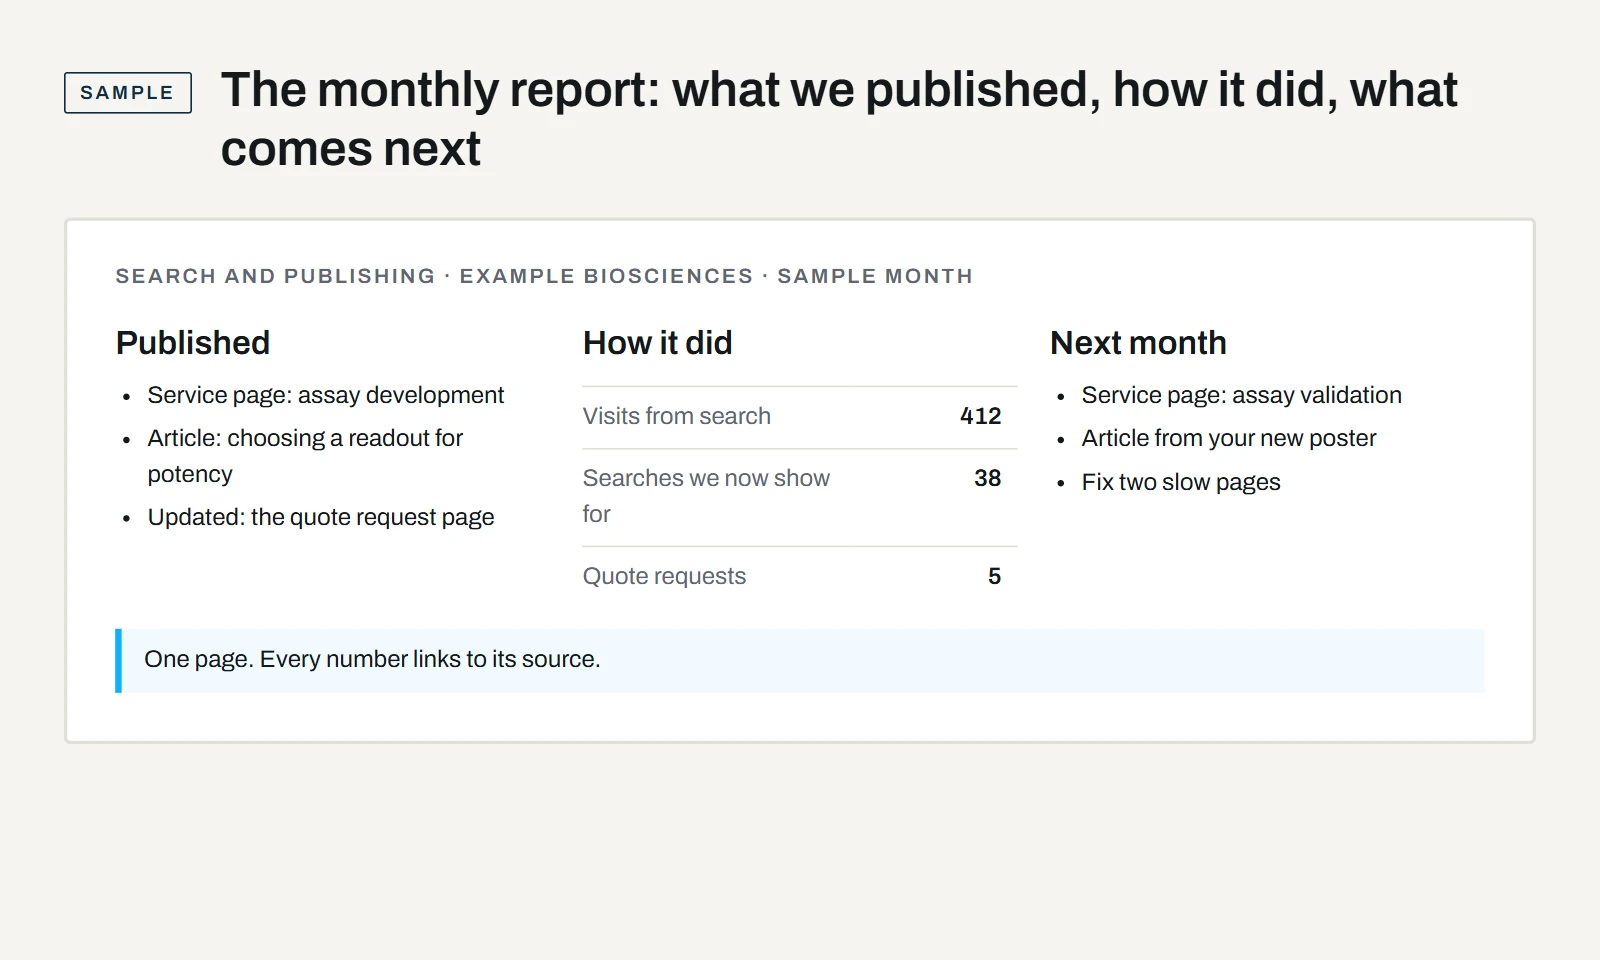 SAMPLE
The monthly report: what we published, how it did, what
comes next
SEARCH AND PUBLISHING · EXAMPLE BIOSCIENCES · SAMPLE MONTH
Published
• Service page: assay development
• Article: choosing a readout for
potency
• Updated: the quote request page
How it did
Visits from search 412
Searches we now show 38
for
Quote requests 5
Next month
• Service page: assay validation
• Article from your new poster
• Fix two slow pages
One page. Every number links to its source.